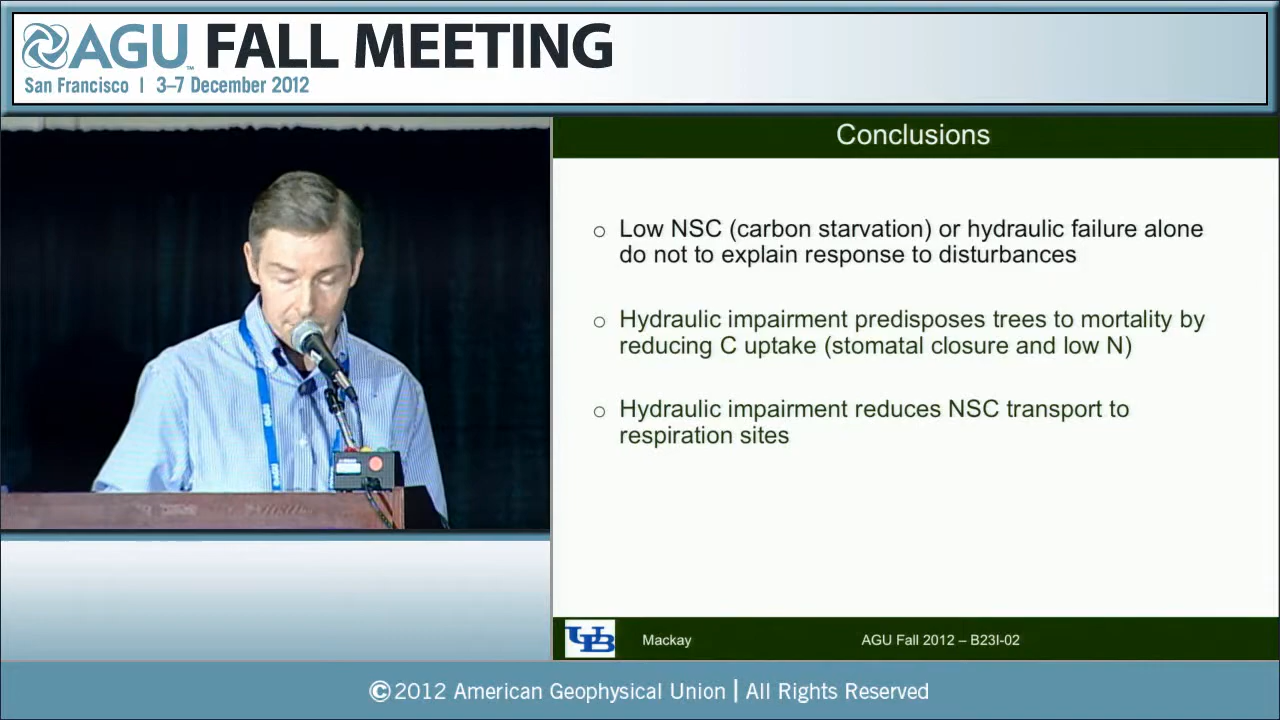 AGU™ FALL MEETING
San Francisco | 3–7 December 2012
Conclusions
○ Low NSC (carbon starvation) or hydraulic failure alone
do not to explain response to disturbances
○ Hydraulic impairment predisposes trees to mortality by
reducing C uptake (stomatal closure and low N)
○ Hydraulic impairment reduces NSC transport to
respiration sites
UB
Mackay
AGU Fall 2012 – B23I-02
©2012 American Geophysical Union | All Rights Reserved